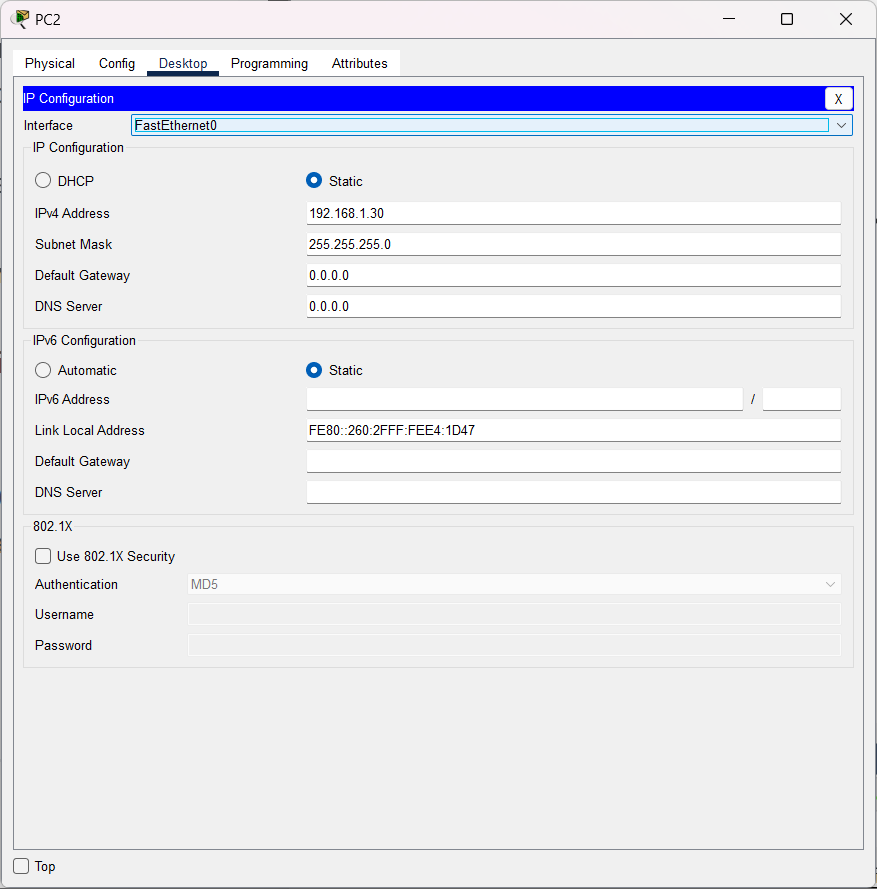 PC2
Physical Config Desktop Programming Attributes
IP Configuration X
Interface FastEthernet0
IP Configuration
DHCP Static
IPv4 Address 192.168.1.30
Subnet Mask 255.255.255.0
Default Gateway 0.0.0.0
DNS Server 0.0.0.0
IPv6 Configuration
Automatic Static
IPv6 Address /
Link Local Address FE80::260:2FFF:FEE4:1D47
Default Gateway
DNS Server
802.1X
Use 802.1X Security
Authentication MD5
Username
Password
Top